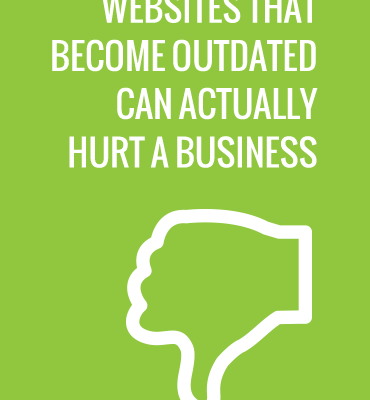 WEBSITES THAT
BECOME OUTDATED
CAN ACTUALLY
HURT A BUSINESS